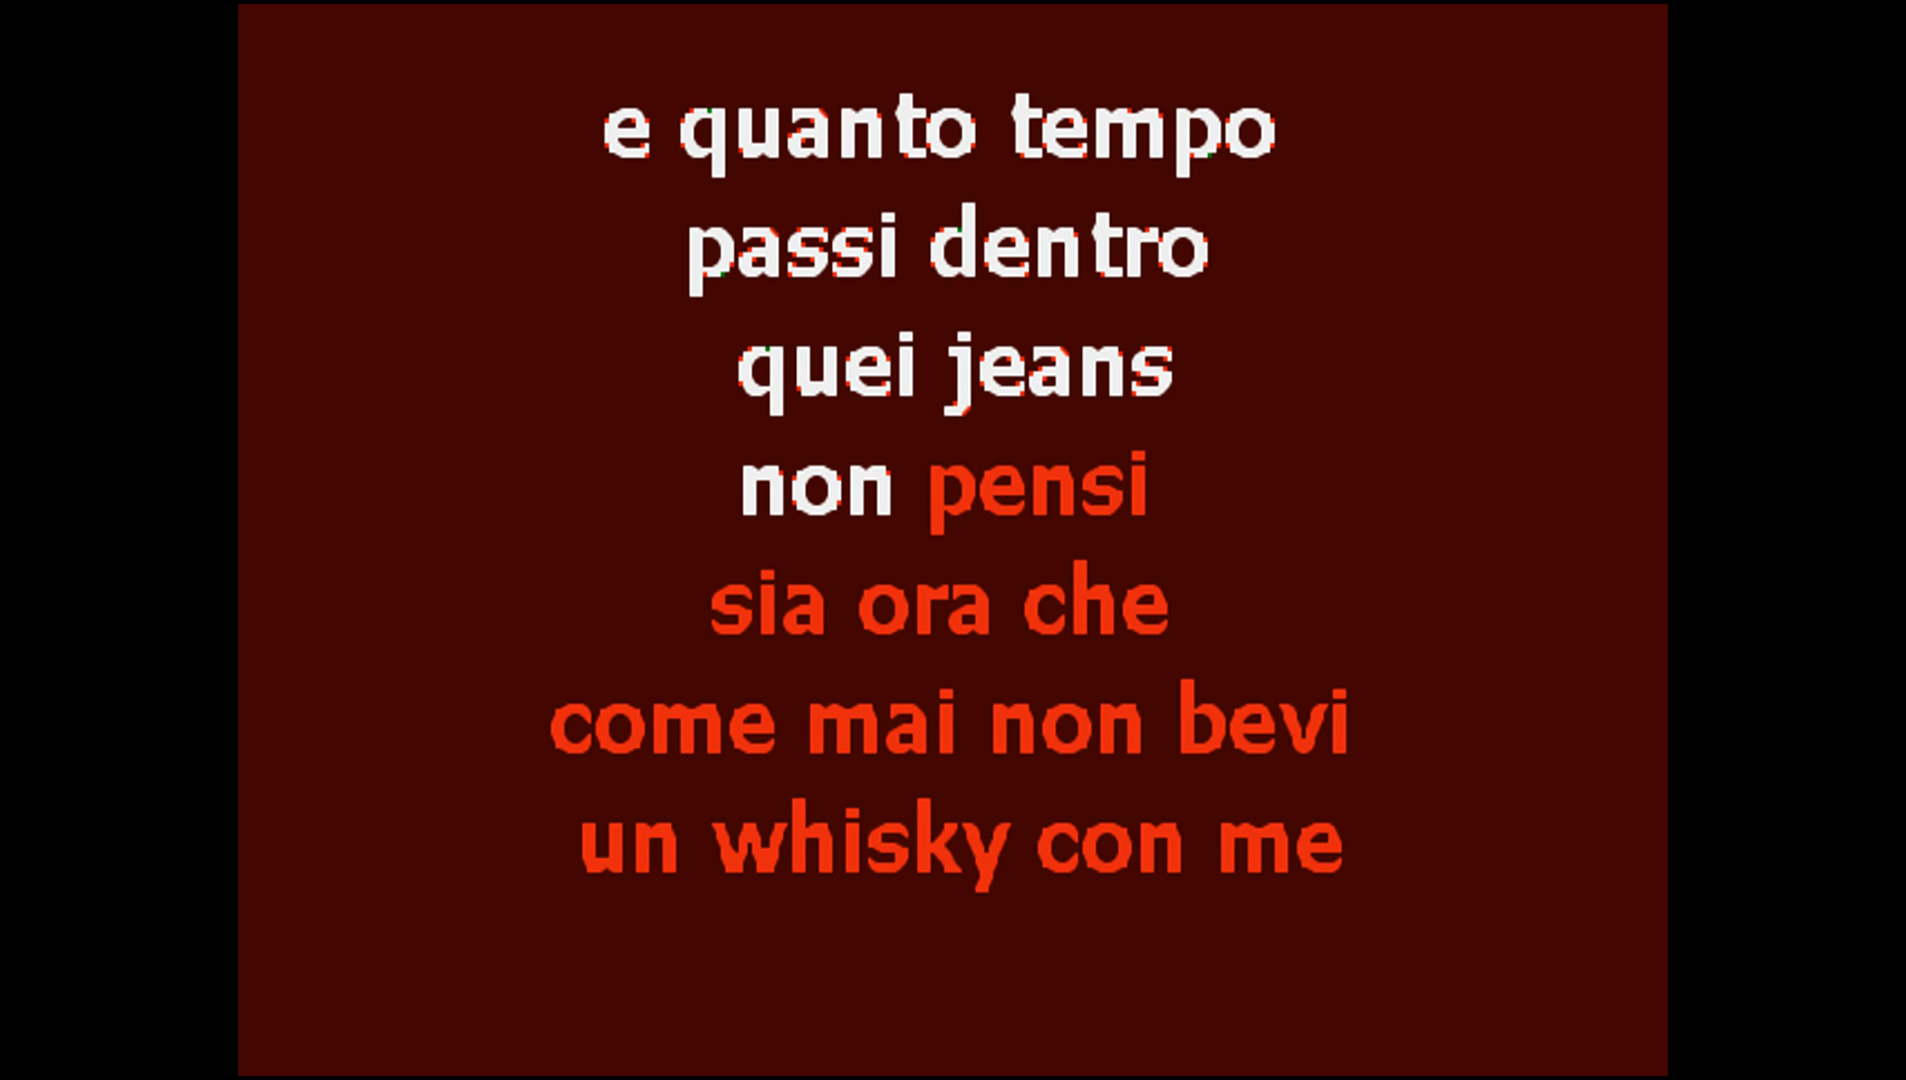 e quanto tempo
passi dentro
quei jeans
non pensi
sia ora che
come mai non bevi
un whisky con me